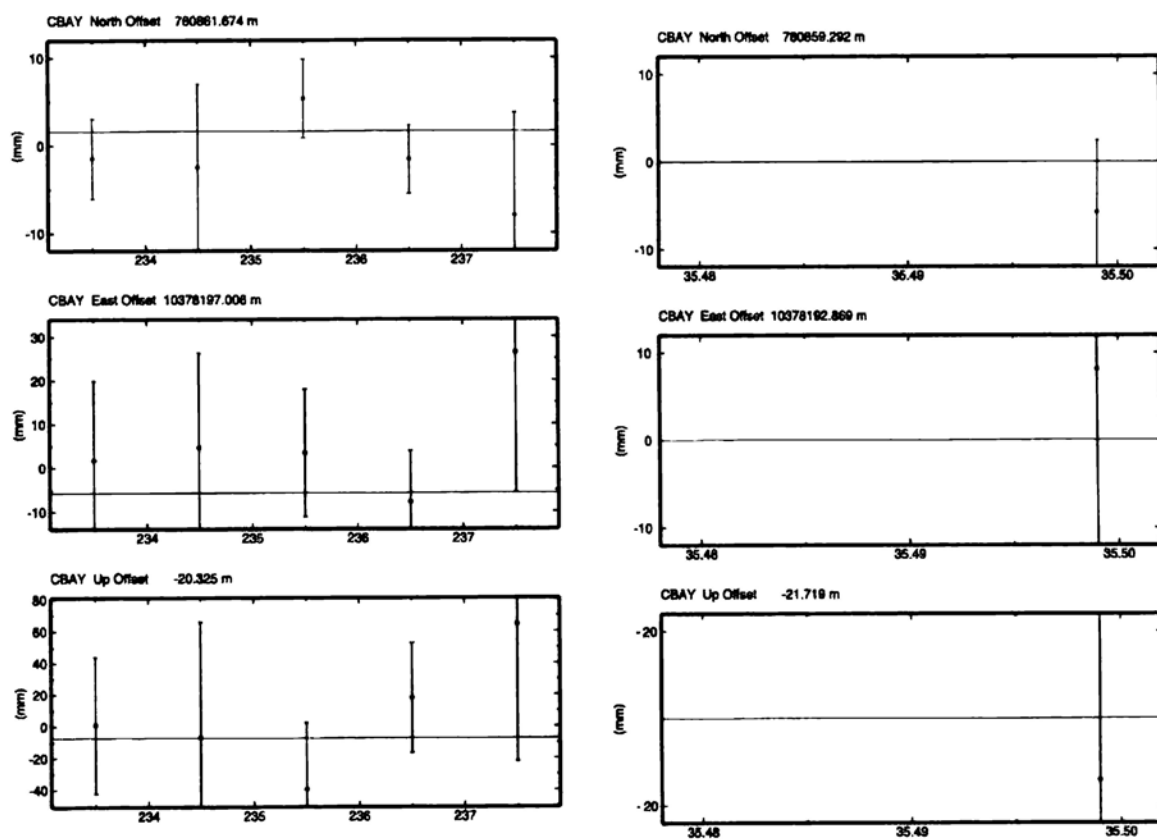 CBAY North Offset 780861.674 m
10
0
-10
(mm)
234 235 236 237
CBAY East Offset 10378197.006 m
30
20
10
0
-10
(mm)
234 235 236 237
CBAY Up Offset -20.325 m
80
60
40
20
0
-20
-40
(mm)
234 235 236 237
CBAY North Offset 780859.292 m
10
0
-10
(mm)
35.48 35.49 35.50
CBAY East Offset 10378192.869 m
10
0
-10
(mm)
35.48 35.49 35.50
CBAY Up Offset -21.719 m
-20
-20
(mm)
35.48 35.49 35.50